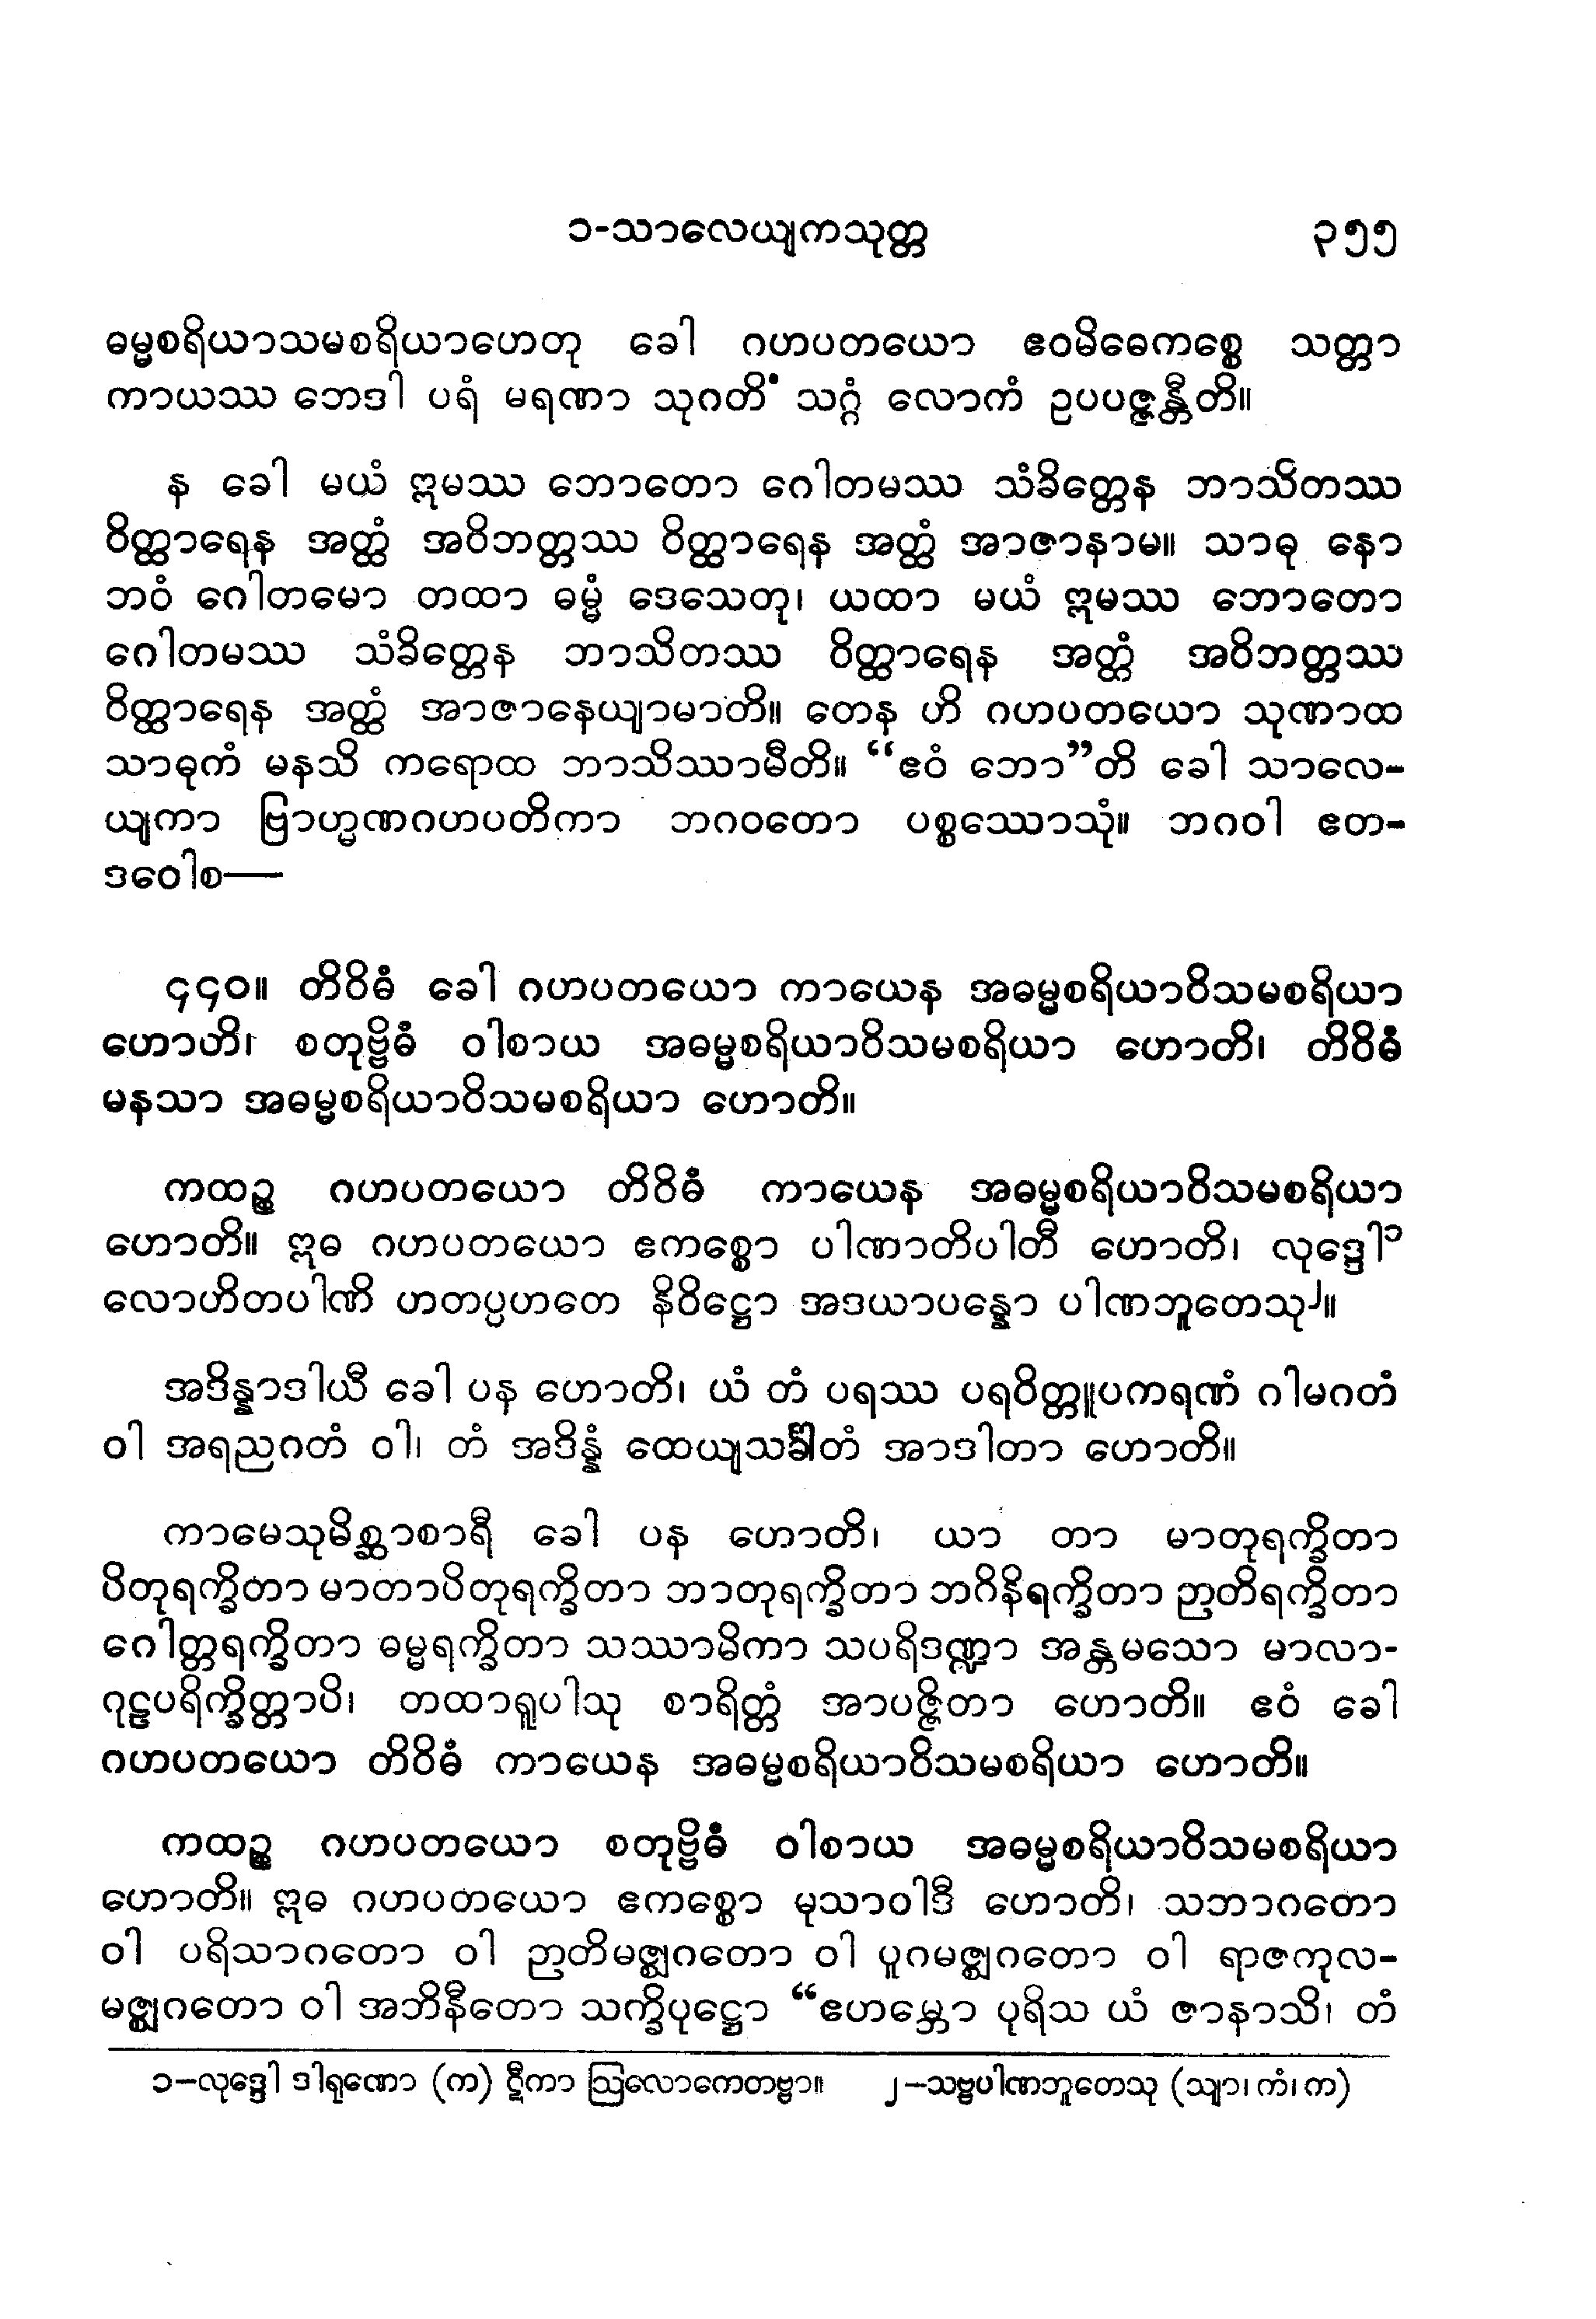 ၁-သာလေယျကသုတ္တ ၃၅၅
ဓမ္မစရိယာသမစရိယာဟေတု ခေါ ဂဟပတယော ဧဝမိဓေကစ္စေ သတ္တာ
ကာယဿ ဘေဒါ ပရံ မရဏာ သုဂတိံ သဂ္ဂံ လောကံ ဥပပဇ္ဇန္တီတိ။
န ခေါ မယံ ဣမဿ ဘောတော ဂေါတမဿ သံခိတ္တေန ဘာသိတဿ
ဝိတ္ထာရေန အတ္ထံ အဝိဘတ္တဿ ဝိတ္ထာရေန အတ္ထံ အာဇာနာမ။ သာဓု နော
ဘဝံ ဂေါတမော တထာ ဓမ္မံ ဒေသေတု၊ ယထာ မယံ ဣမဿ ဘောတော
ဂေါတမဿ သံခိတ္တေန ဘာသိတဿ ဝိတ္ထာရေန အတ္ထံ အဝိဘတ္တဿ
ဝိတ္ထာရေန အတ္ထံ အာဇာနေယျာမာတိ။ တေန ဟိ ဂဟပတယော သုဏာထ
သာဓုကံ မနသိ ကရောထ ဘာသိဿာမီတိ။ “ဧဝံ ဘော”တိ ခေါ သာလေ-
ယျကာ ဗြာဟ္မဏဂဟပတိကာ ဘဂဝတော ပစ္စဿောသုံ။ ဘဂဝါ ဧတ-
ဒဝေါစ—
၄၄၀။ တိဝိဓံ ခေါ ဂဟပတယော ကာယေန အဓမ္မစရိယာဝိသမစရိယာ
ဟောတိ၊ စတုဗ္ဗိဓံ ဝါစာယ အဓမ္မစရိယာဝိသမစရိယာ ဟောတိ၊ တိဝိဓံ
မနသာ အဓမ္မစရိယာဝိသမစရိယာ ဟောတိ။
ကထဉ္စ ဂဟပတယော တိဝိဓံ ကာယေန အဓမ္မစရိယာဝိသမစရိယာ
ဟောတိ။ ဣဓ ဂဟပတယော ဧကစ္စော ပါဏာတိပါတီ ဟောတိ၊ လုဒ္ဒေါ၁
လောဟိတပါဏိ ဟတပ္ပဟတေ နိဝိဋ္ဌော အဒယာပန္နော ပါဏဘူတေသု၂။
အဒိန္နာဒါယီ ခေါ ပန ဟောတိ၊ ယံ တံ ပရဿ ပရဝိတ္တူပကရဏံ ဂါမဂတံ
ဝါ အရညဂတံ ဝါ၊ တံ အဒိန္နံ ထေယျသင်္ခါတံ အာဒါတာ ဟောတိ။
ကာမေသုမိစ္ဆာစာရီ ခေါ ပန ဟောတိ၊ ယာ တာ မာတုရက္ခိတာ
ပိတုရက္ခိတာ မာတာပိတုရက္ခိတာ ဘာတုရက္ခိတာ ဘဂိနိရက္ခိတာ ဉာတိရက္ခိတာ
ဂေါတ္တရက္ခိတာ ဓမ္မရက္ခိတာ သဿာမိကာ သပရိဒဏ္ဍာ အန္တမသော မာလာ-
ဂုဠပရိက္ခိတ္တာပိ၊ တထာရူပါသု စာရိတ္တံ အာပဇ္ဇိတာ ဟောတိ။ ဧဝံ ခေါ
ဂဟပတယော တိဝိဓံ ကာယေန အဓမ္မစရိယာဝိသမစရိယာ ဟောတိ။
ကထဉ္စ ဂဟပတယော စတုဗ္ဗိဓံ ဝါစာယ အဓမ္မစရိယာဝိသမစရိယာ
ဟောတိ။ ဣဓ ဂဟပတယော ဧကစ္စော မုသာဝါဒီ ဟောတိ၊ သဘာဂတော
ဝါ ပရိသာဂတော ဝါ ဉာတိမဇ္ဈဂတော ဝါ ပူဂမဇ္ဈဂတော ဝါ ရာဇကုလ-
မဇ္ဈဂတော ဝါ အဘိနီတော သက္ခိပုဋ္ဌော “ဧဟမ္ဘော ပုရိသ ယံ ဇာနာသိ၊ တံ
၁-လုဒ္ဒေါ ဒါရုဏော (က) ဋီကာ ဩလောကေတဗ္ဗာ။ ၂-သဗ္ဗပါဏဘူတေသု (သျာ၊ ကံ၊ က)